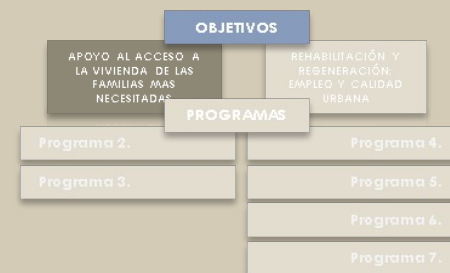 OBJETIVOS
APOYO AL ACCESO A
LA VIVIENDA DE LAS
FAMILIAS MAS
NECESITADAS
REHABILITACIÓN Y
REGENERACIÓN:
EMPLEO Y CALIDAD
URBANA
PROGRAMAS
Programa 2.
Programa 3.
Programa 4.
Programa 5.
Programa 6.
Programa 7.